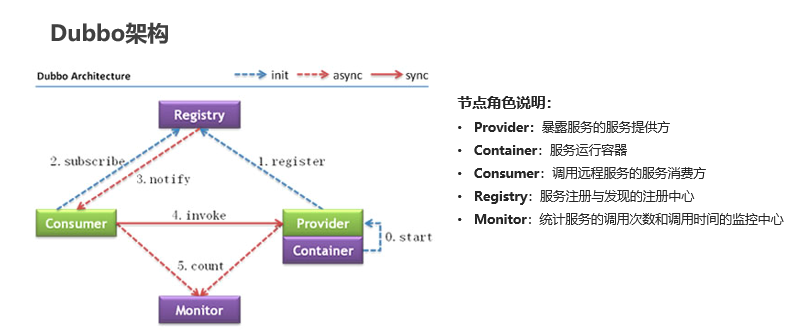 Dubbo架构
Dubbo Architecture
init
async
sync
Registry
2. subscribe
1. register
3. notify
Consumer
4. invoke
Provider
Container
0. start
5. count
Monitor
节点角色说明：
• Provider：暴露服务的服务提供方
• Container：服务运行容器
• Consumer：调用远程服务的服务消费方
• Registry：服务注册与发现的注册中心
• Monitor：统计服务的调用次数和调用时间的监控中心